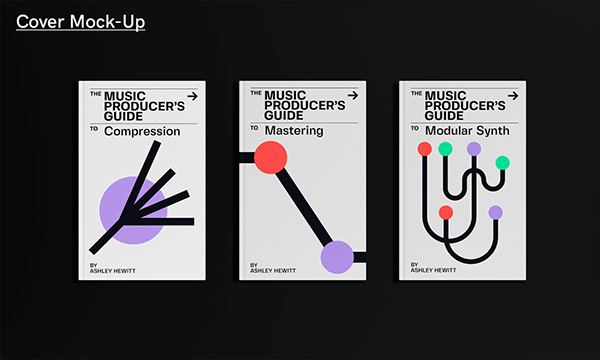 Cover Mock-Up
THE MUSIC
PRODUCER'S
GUIDE
TO Compression
BY
ASHLEY HEWITT
THE MUSIC
PRODUCER'S
GUIDE
TO Mastering
BY
ASHLEY HEWITT
THE MUSIC
PRODUCER'S
GUIDE
TO Modular Synth
BY
ASHLEY HEWITT